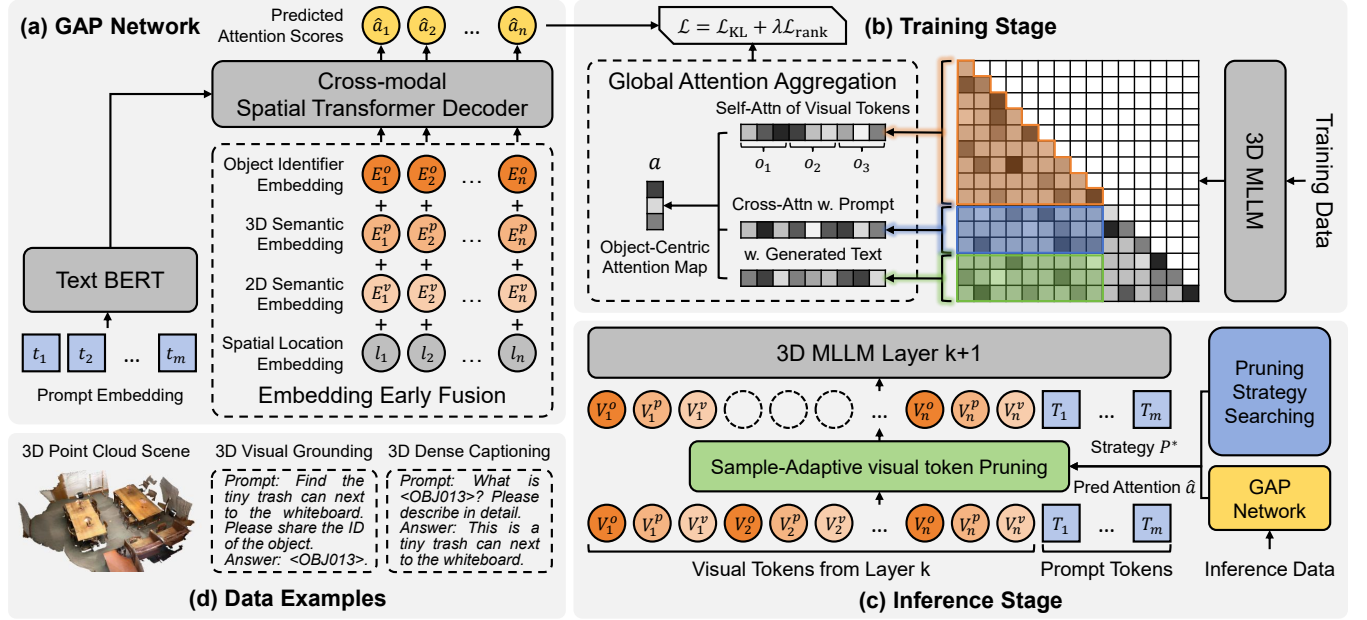 (a) GAP Network
Predicted
Attention Scores
â₁ â₂ ... âₙ
Cross-modal
Spatial Transformer Decoder
Object Identifier
Embedding
E₁ᵒ E₂ᵒ ... Eₙᵒ
+ + +
3D Semantic
Embedding
E₁ᵖ E₂ᵖ ... Eₙᵖ
+ + +
2D Semantic
Embedding
E₁ᵛ E₂ᵛ ... Eₙᵛ
+ + +
Spatial Location
Embedding
l₁ l₂ ... lₙ
Embedding Early Fusion
Text BERT
t₁ t₂ ... tₘ
Prompt Embedding
ℒ = ℒ_KL + λℒ_rank
(b) Training Stage
Global Attention Aggregation
Self-Attn of Visual Tokens
o₁ o₂ o₃
a
Cross-Attn w. Prompt
Object-Centric
Attention Map
w. Generated Text
3D MLLM
Training Data
3D MLLM Layer k+1
V₁ᵒ V₁ᵖ V₁ᵛ ... Vₙᵒ Vₙᵖ Vₙᵛ T₁ ... Tₘ
Sample-Adaptive visual token Pruning
Strategy P*
Pred Attention â
V₁ᵒ V₁ᵖ V₁ᵛ V₂ᵒ V₂ᵖ V₂ᵛ ... Vₙᵒ Vₙᵖ Vₙᵛ T₁ ... Tₘ
Visual Tokens from Layer k
Prompt Tokens
Pruning
Strategy
Searching
GAP
Network
Inference Data
(c) Inference Stage
3D Point Cloud Scene
3D Visual Grounding
Prompt: Find the
tiny trash can next
to the whiteboard.
Please share the ID
of the object.
Answer: <OBJ013>.
3D Dense Captioning
Prompt: What is
<OBJ013>? Please
describe in detail.
Answer: This is a
tiny trash can next
to the whiteboard.
(d) Data Examples